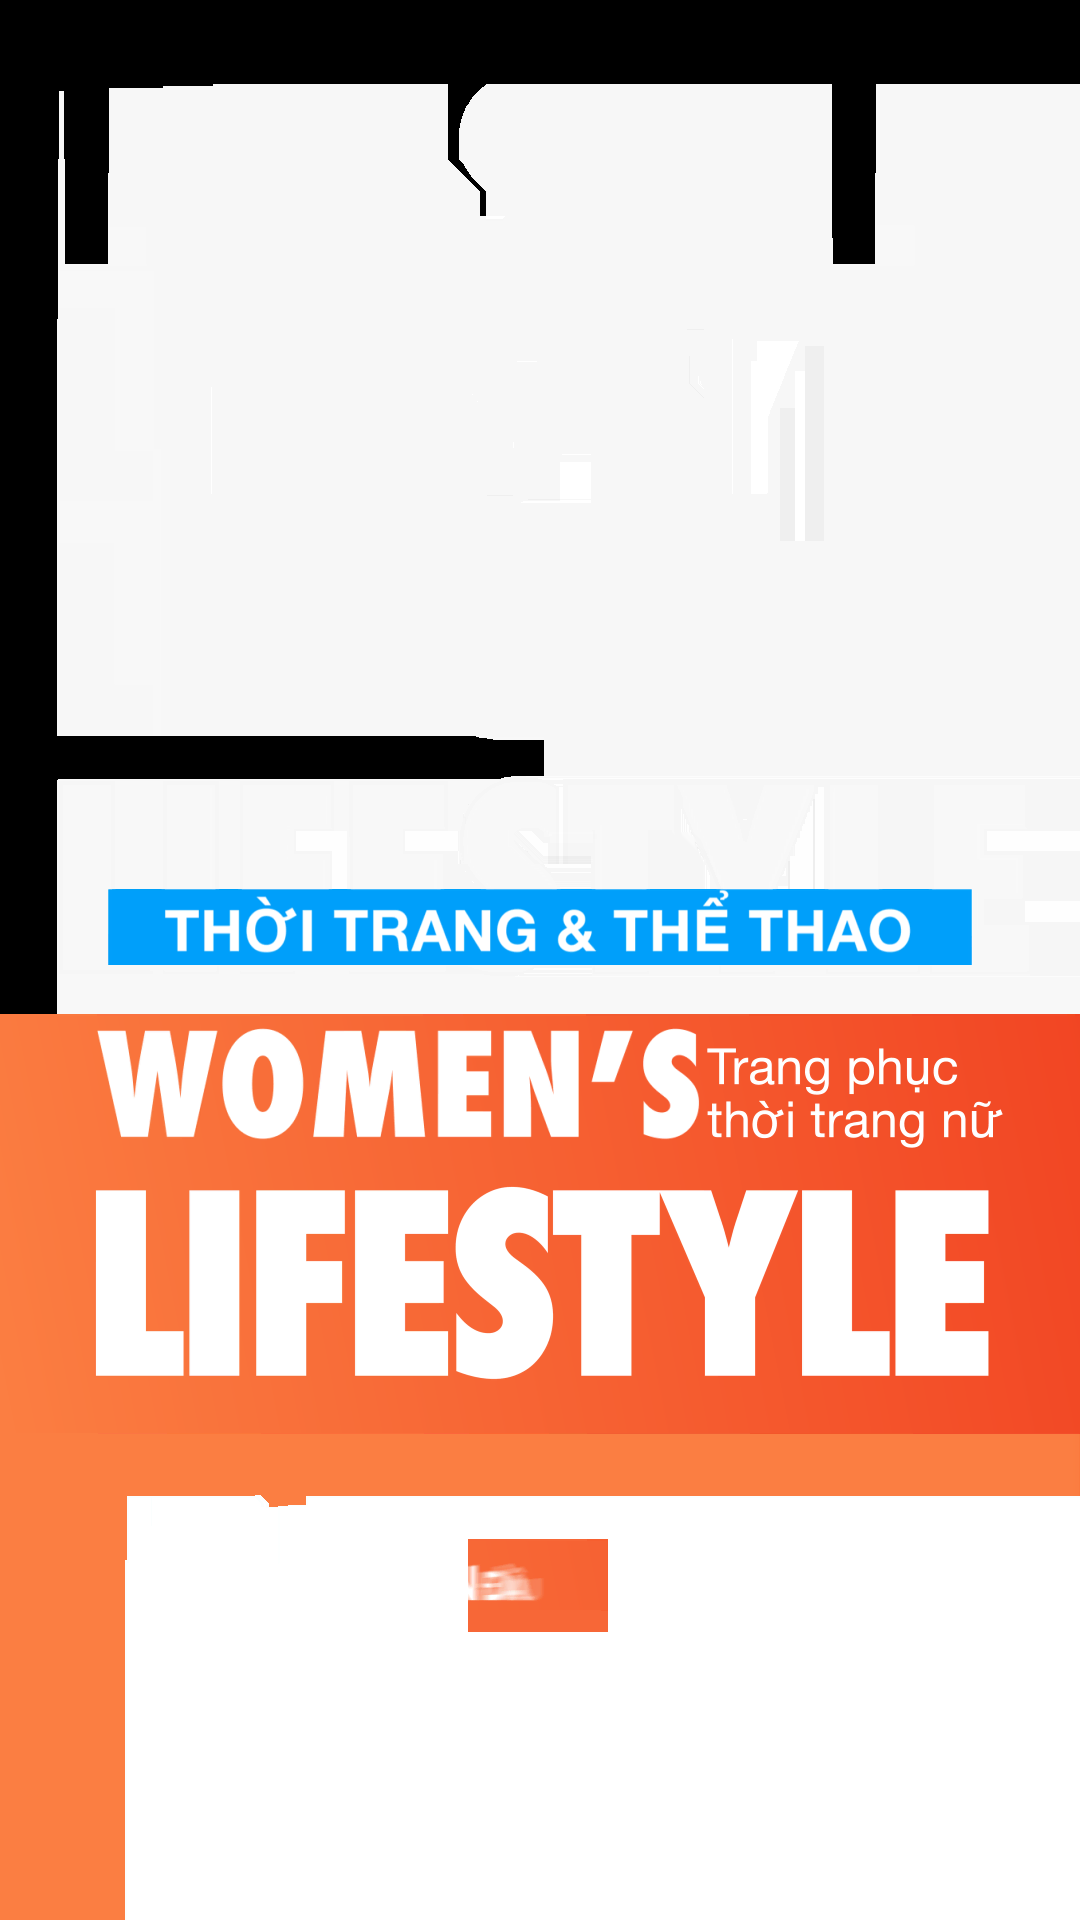 THỜI TRANG & THỂ THAO
WOMEN'S
Trang phục
thời trang nữ
LIFESTYLE